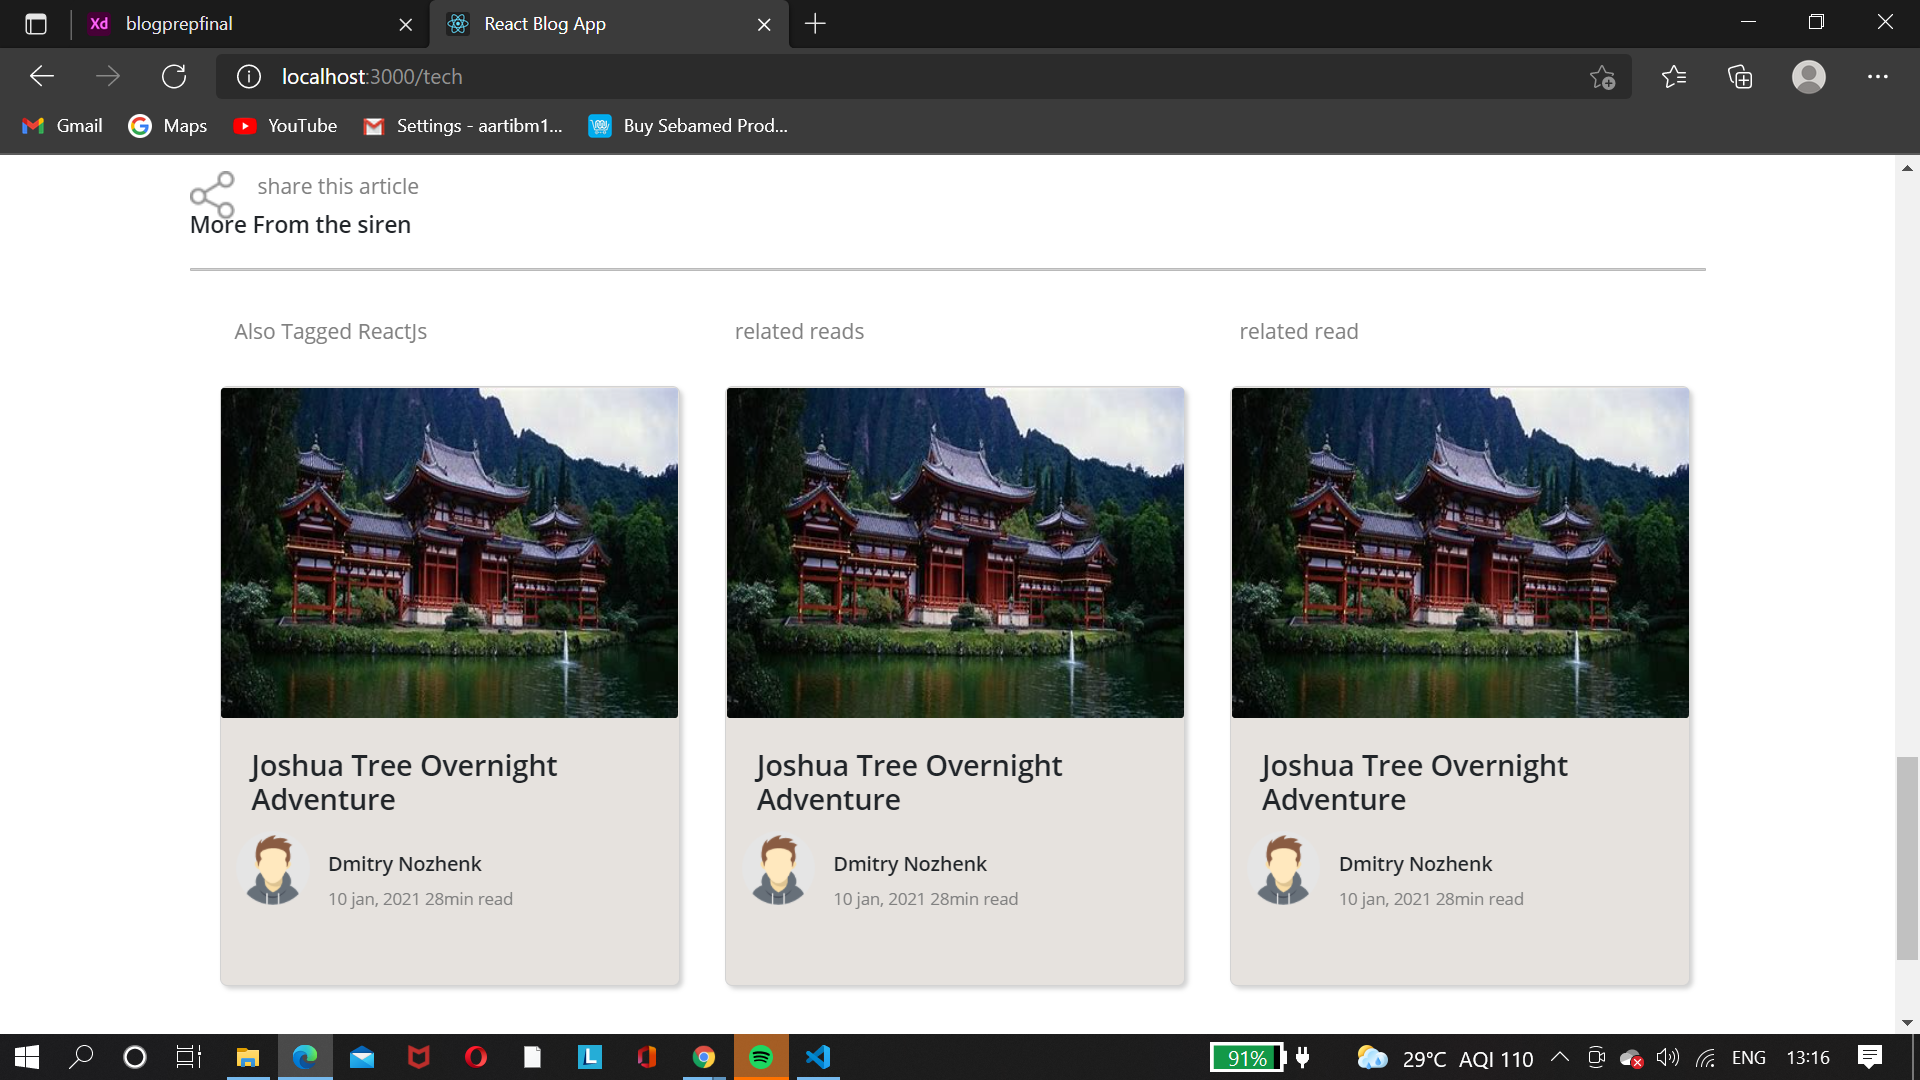 Xd blogprepfinal
React Blog App
localhost:3000/tech
Gmail
Maps
YouTube
Settings - aartibm1...
Buy Sebamed Prod...
share this article
More From the siren
Also Tagged ReactJs
related reads
related read
Joshua Tree Overnight
Adventure
Dmitry Nozhenk
10 jan, 2021 28min read
Joshua Tree Overnight
Adventure
Dmitry Nozhenk
10 jan, 2021 28min read
Joshua Tree Overnight
Adventure
Dmitry Nozhenk
10 jan, 2021 28min read
L
91%
29°C AQI 110
ENG
13:16